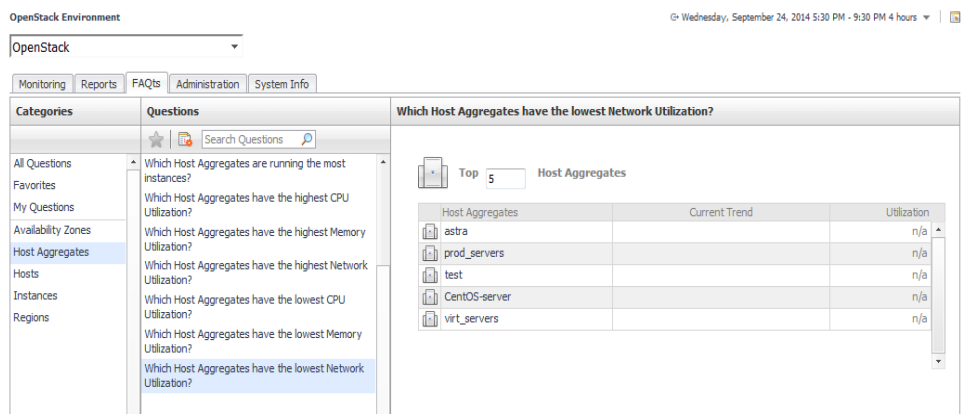 OpenStack Environment
Wednesday, September 24, 2014 5:30 PM - 9:30 PM 4 hours
OpenStack
Monitoring Reports FAQts Administration System Info
Categories
All Questions
Favorites
My Questions
Availability Zones
Host Aggregates
Hosts
Instances
Regions
Questions
Search Questions
Which Host Aggregates are running the most
instances?
Which Host Aggregates have the highest CPU
Utilization?
Which Host Aggregates have the highest Memory
Utilization?
Which Host Aggregates have the highest Network
Utilization?
Which Host Aggregates have the lowest CPU
Utilization?
Which Host Aggregates have the lowest Memory
Utilization?
Which Host Aggregates have the lowest Network
Utilization?
Which Host Aggregates have the lowest Network Utilization?
Top 5 Host Aggregates
Host Aggregates Current Trend Utilization
astra n/a
prod_servers n/a
test n/a
CentOS-server n/a
virt_servers n/a